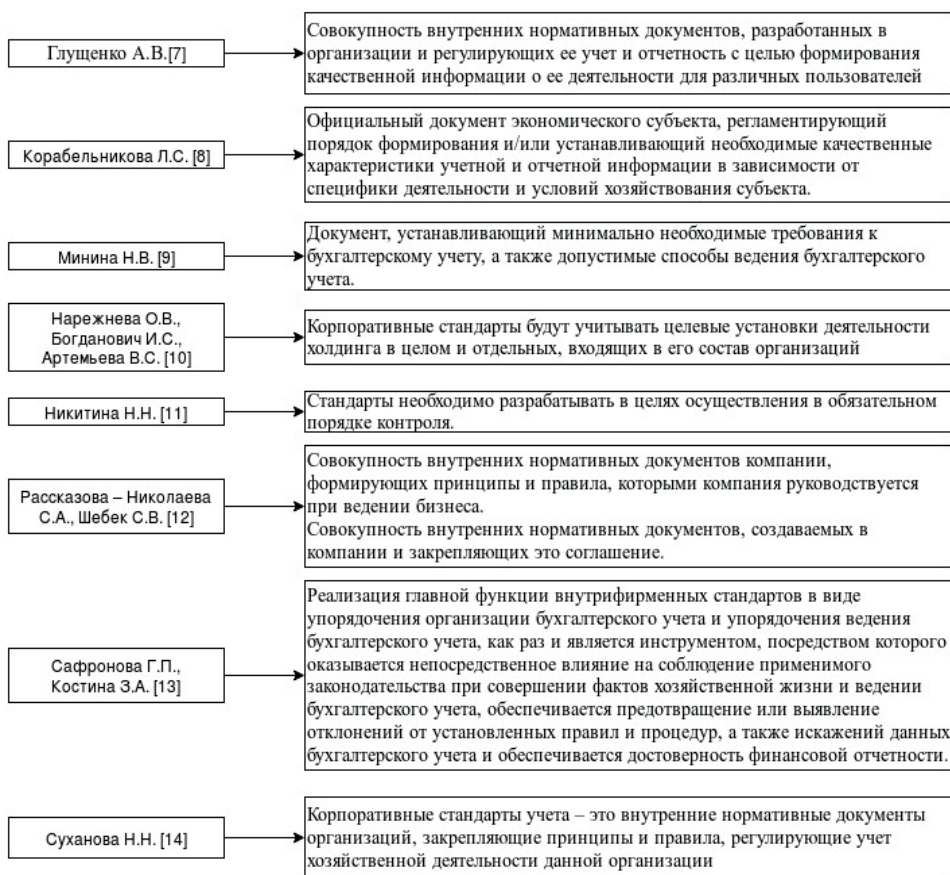 Глущенко А.В.[7]
Совокупность внутренних нормативных документов, разработанных в
организации и регулирующих ее учет и отчетность с целью формирования
качественной информации о ее деятельности для различных пользователей
Корабельникова Л.С. [8]
Официальный документ экономического субъекта, регламентирующий
порядок формирования и/или устанавливающий необходимые качественные
характеристики учетной и отчетной информации в зависимости от
специфики деятельности и условий хозяйствования субъекта.
Минина Н.В. [9]
Документ, устанавливающий минимально необходимые требования к
бухгалтерскому учету, а также допустимые способы ведения бухгалтерского
учета.
Нарежнева О.В.,
Богданович И.С.,
Артемьева В.С. [10]
Корпоративные стандарты будут учитывать целевые установки деятельности
холдинга в целом и отдельных, входящих в его состав организаций
Никитина Н.Н. [11]
Стандарты необходимо разрабатывать в целях осуществления в обязательном
порядке контроля.
Рассказова – Николаева
С.А., Шебек С.В. [12]
Совокупность внутренних нормативных документов компании,
формирующих принципы и правила, которыми компания руководствуется
при ведении бизнеса.
Совокупность внутренних нормативных документов, создаваемых в
компании и закрепляющих это соглашение.
Сафронова Г.П.,
Костина З.А. [13]
Реализация главной функции внутрифирменных стандартов в виде
упорядочения организации бухгалтерского учета и упорядочения ведения
бухгалтерского учета, как раз и является инструментом, посредством которого
оказывается непосредственное влияние на соблюдение применимого
законодательства при совершении фактов хозяйственной жизни и ведении
бухгалтерского учета, обеспечивается предотвращение или выявление
отклонений от установленных правил и процедур, а также искажений данных
бухгалтерского учета и обеспечивается достоверность финансовой отчетности.
Суханова Н.Н. [14]
Корпоративные стандарты учета – это внутренние нормативные документы
организаций, закрепляющие принципы и правила, регулирующие учет
хозяйственной деятельности данной организации